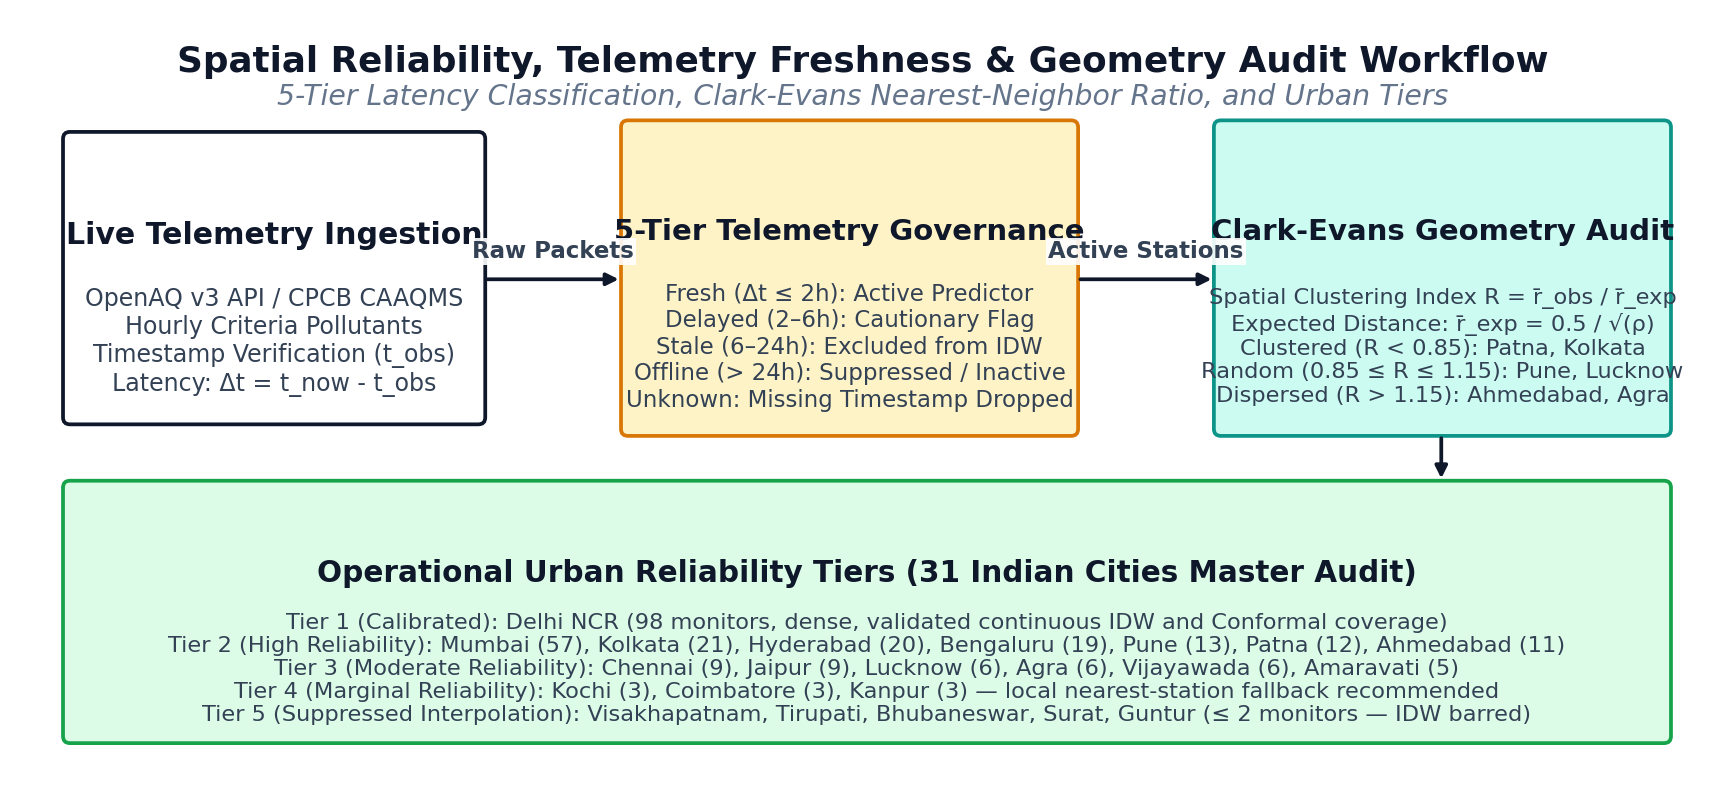 Spatial Reliability, Telemetry Freshness & Geometry Audit Workflow
5-Tier Latency Classification, Clark-Evans Nearest-Neighbor Ratio, and Urban Tiers
Live Telemetry Ingestion
OpenAQ v3 API / CPCB CAAQMS
Hourly Criteria Pollutants
Timestamp Verification (t_obs)
Latency: Δt = t_now - t_obs
Raw Packets
5-Tier Telemetry Governance
Fresh (Δt ≤ 2h): Active Predictor
Delayed (2–6h): Cautionary Flag
Stale (6–24h): Excluded from IDW
Offline (> 24h): Suppressed / Inactive
Unknown: Missing Timestamp Dropped
Active Stations
Clark-Evans Geometry Audit
Spatial Clustering Index R = r̄_obs / r̄_exp
Expected Distance: r̄_exp = 0.5 / √(ρ)
Clustered (R < 0.85): Patna, Kolkata
Random (0.85 ≤ R ≤ 1.15): Pune, Lucknow
Dispersed (R > 1.15): Ahmedabad, Agra
Operational Urban Reliability Tiers (31 Indian Cities Master Audit)
Tier 1 (Calibrated): Delhi NCR (98 monitors, dense, validated continuous IDW and Conformal coverage)
Tier 2 (High Reliability): Mumbai (57), Kolkata (21), Hyderabad (20), Bengaluru (19), Pune (13), Patna (12), Ahmedabad (11)
Tier 3 (Moderate Reliability): Chennai (9), Jaipur (9), Lucknow (6), Agra (6), Vijayawada (6), Amaravati (5)
Tier 4 (Marginal Reliability): Kochi (3), Coimbatore (3), Kanpur (3) — local nearest-station fallback recommended
Tier 5 (Suppressed Interpolation): Visakhapatnam, Tirupati, Bhubaneswar, Surat, Guntur (≤ 2 monitors — IDW barred)